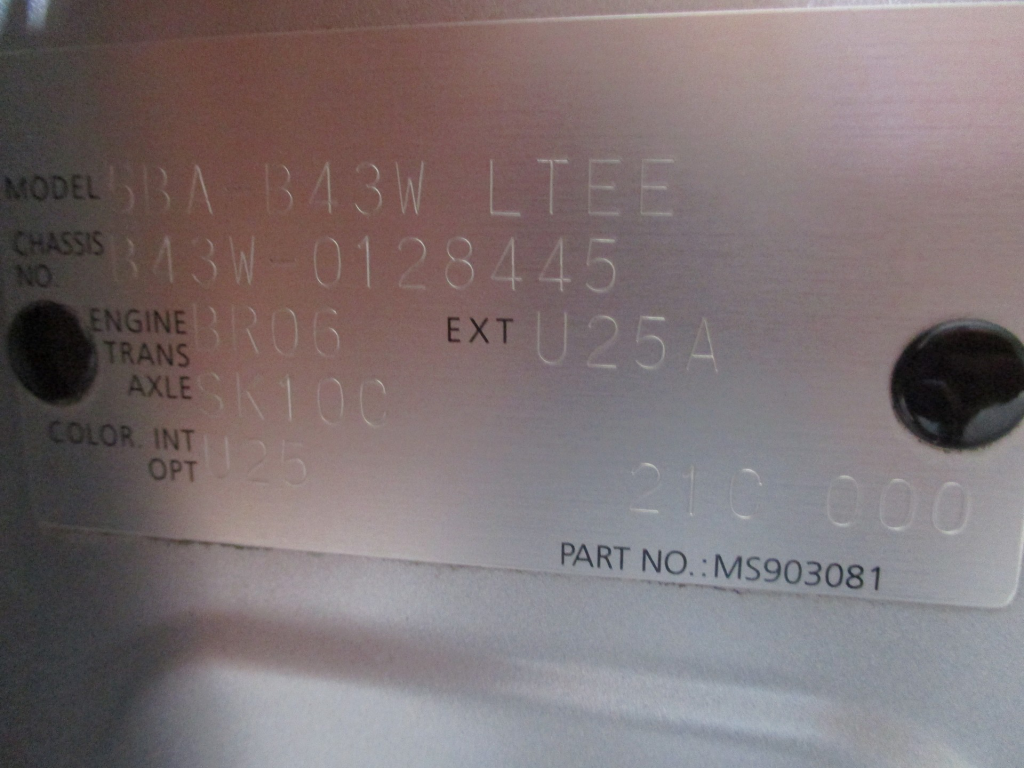 MODEL 5BA-B43W LTEE
CHASSIS NO. B43W-0128445
ENGINE BR06 EXT U25A
TRANS AXLE SK10C
COLOR. INT OPT U25 21C 000
PART NO.:MS903081